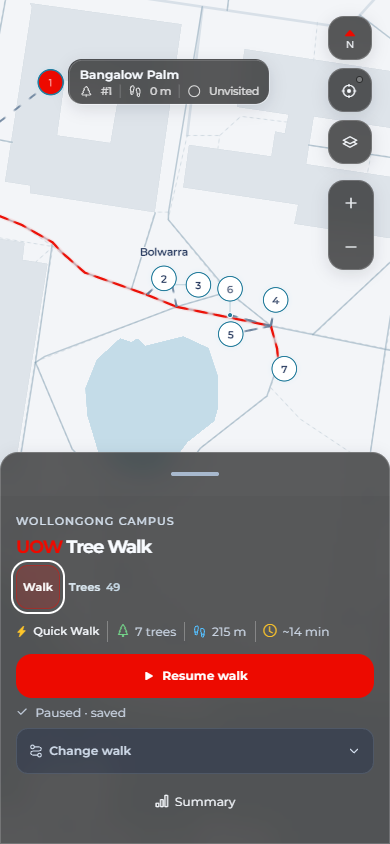 N
1
Bangalow Palm
#1 0 m Unvisited
Bolwarra
2
3
6
4
5
7
WOLLONGONG CAMPUS
UOW Tree Walk
Walk Trees 49
Quick Walk 7 trees 215 m ~14 min
Resume walk
Paused · saved
Change walk
Summary